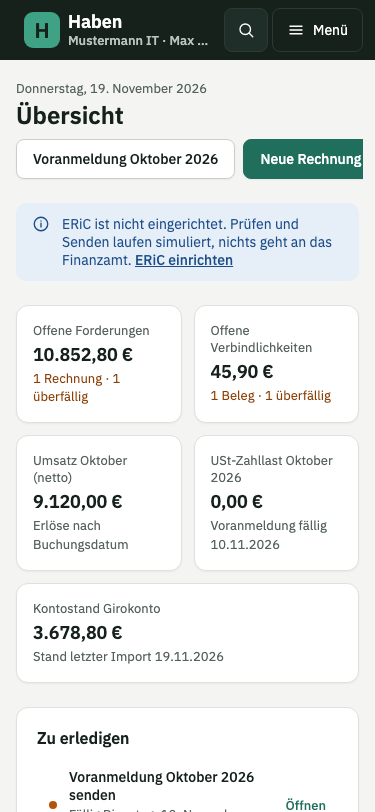 H
Haben
Mustermann IT · Max ...
Menü
Donnerstag, 19. November 2026
Übersicht
Voranmeldung Oktober 2026
Neue Rechnung
ERiC ist nicht eingerichtet. Prüfen und
Senden laufen simuliert, nichts geht an das
Finanzamt. ERiC einrichten
Offene Forderungen
10.852,80 €
1 Rechnung · 1
überfällig
Offene
Verbindlichkeiten
45,90 €
1 Beleg · 1 überfällig
Umsatz Oktober
(netto)
9.120,00 €
Erlöse nach
Buchungsdatum
USt-Zahllast Oktober
2026
0,00 €
Voranmeldung fällig
10.11.2026
Kontostand Girokonto
3.678,80 €
Stand letzter Import 19.11.2026
Zu erledigen
Voranmeldung Oktober 2026
senden
Öffnen